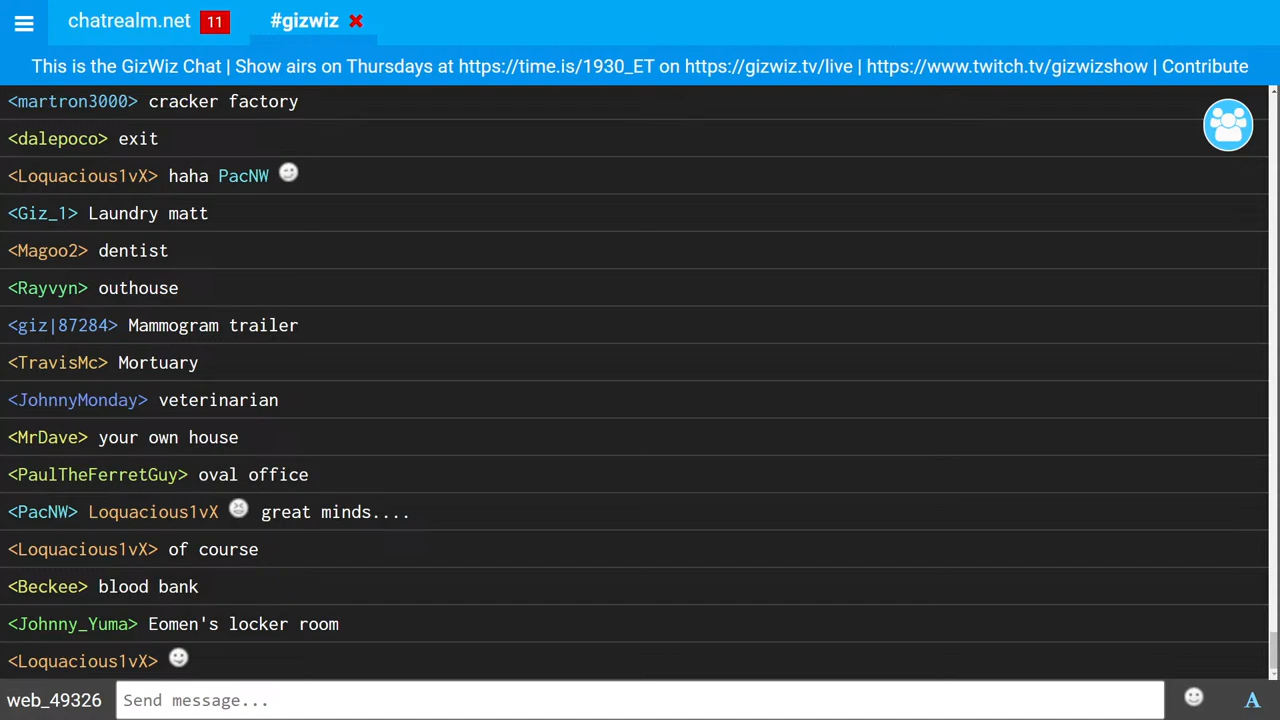 chatrealm.net 11 #gizwiz
This is the GizWiz Chat | Show airs on Thursdays at https://time.is/1930_ET on https://gizwiz.tv/live | https://www.twitch.tv/gizwizshow | Contribute
<martron3000> cracker factory
<dalepoco> exit
<Loquacious1vX> haha PacNW
<Giz_1> Laundry matt
<Magoo2> dentist
<Rayvyn> outhouse
<giz|87284> Mammogram trailer
<TravisMc> Mortuary
<JohnnyMonday> veterinarian
<MrDave> your own house
<PaulTheFerretGuy> oval office
<PacNW> Loquacious1vX great minds....
<Loquacious1vX> of course
<Beckee> blood bank
<Johnny_Yuma> Eomen's locker room
<Loquacious1vX>
web_49326 Send message... A